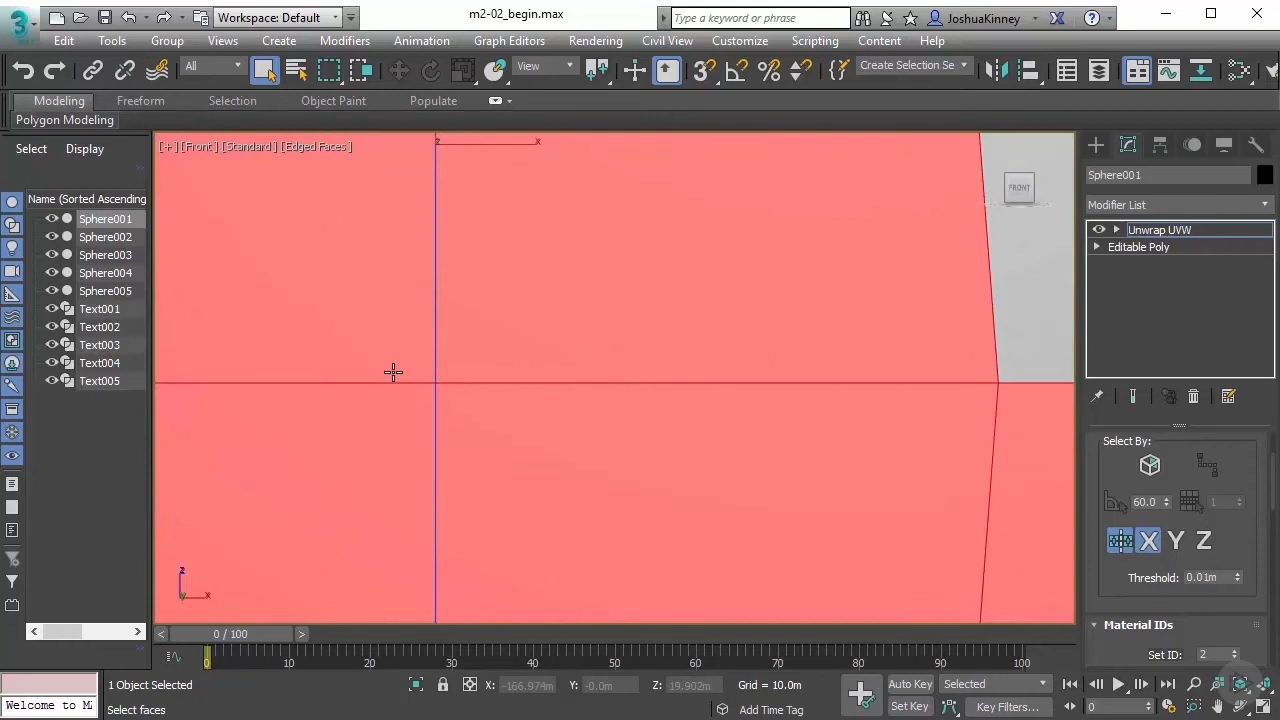 3
Workspace: Default
m2-02_begin.max
Type a keyword or phrase
JoshuaKinney
Edit Tools Group Views Create Modifiers Animation Graph Editors Rendering Civil View Customize Scripting Content Help
All
View
Create Selection Se
Modeling Freeform Selection Object Paint Populate
Polygon Modeling
Select Display
[+] [Front] [Standard] [Edged Faces]
z x
FRONT
Sphere001
Modifier List
Name (Sorted Ascending
Unwrap UVW
Editable Poly
Sphere001
Sphere002
Sphere003
Sphere004
Sphere005
Text001
Text002
Text003
Text004
Text005
Select By:
60.0
1
X Y Z
Threshold: 0.01m
Material IDs
Set ID: 2
z
y x
0 / 100
0 10 20 30 40 50 60 70 80 90 100
1 Object Selected
X: -166.974m Y: -0.0m Z: 19.902m Grid = 10.0m
Auto Key Selected
Welcome to M
Select faces
Add Time Tag
Set Key Key Filters...
0